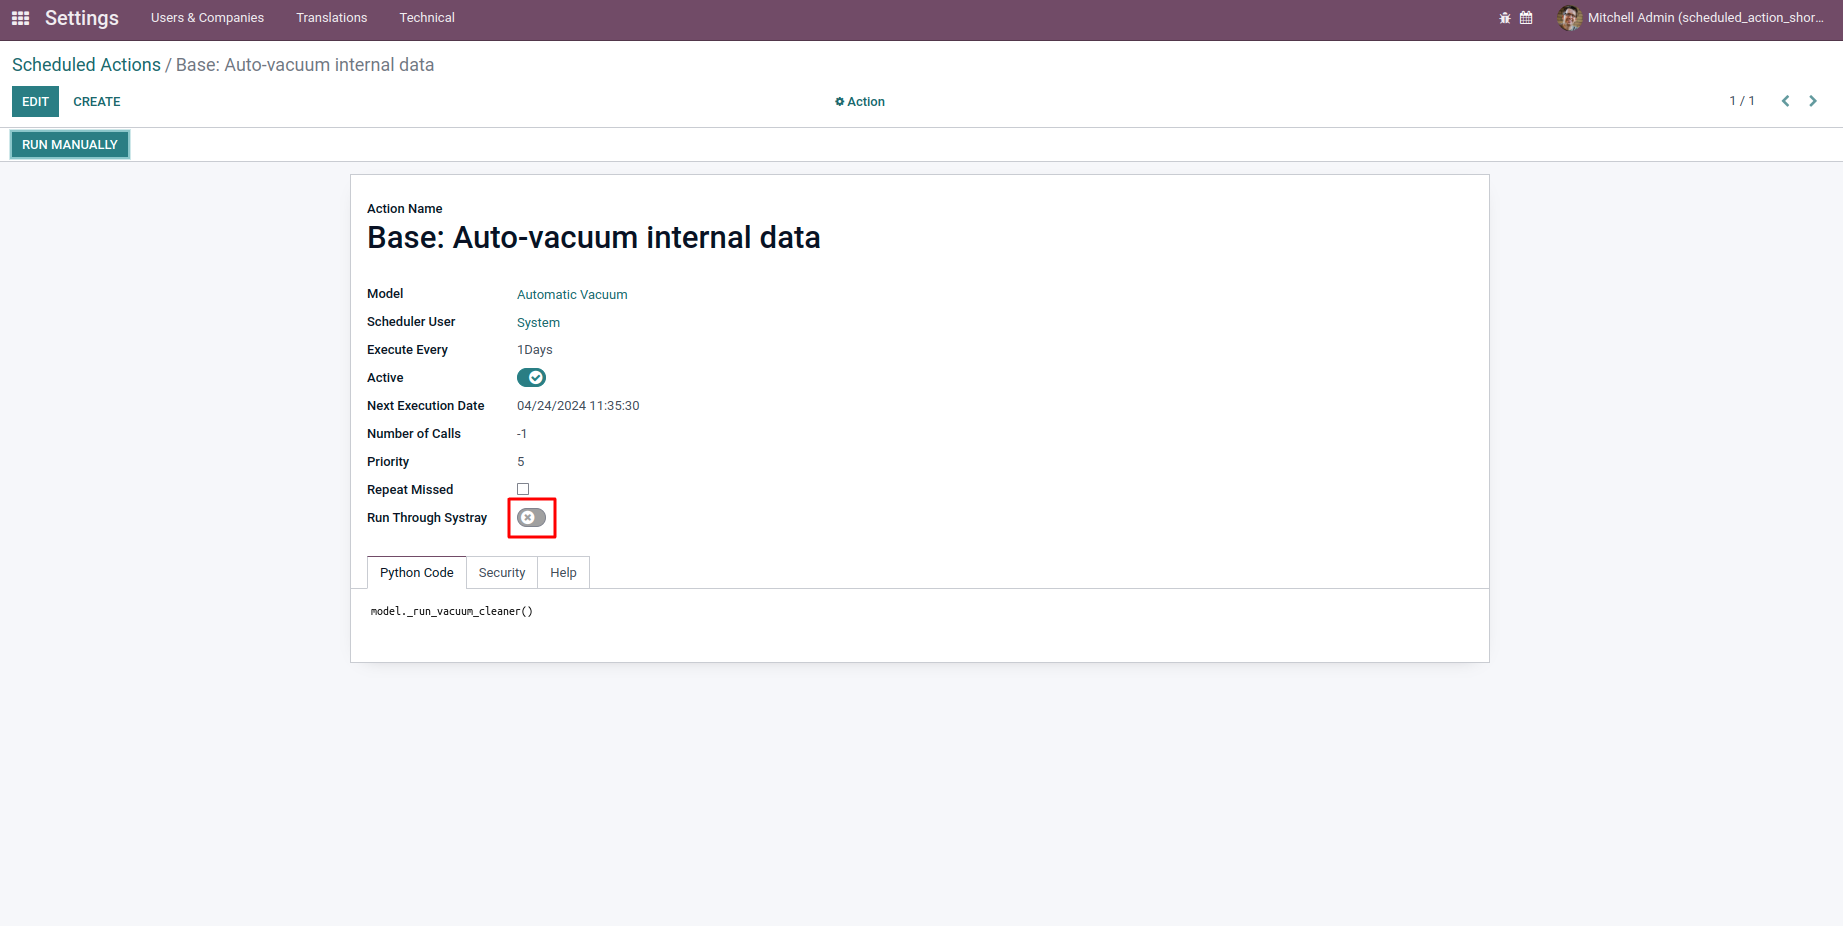 Settings Users & Companies Translations Technical Mitchell Admin (scheduled_action_shor...
Scheduled Actions / Base: Auto-vacuum internal data
EDIT CREATE Action 1 / 1
RUN MANUALLY
Action Name
Base: Auto-vacuum internal data
Model Automatic Vacuum
Scheduler User System
Execute Every 1Days
Active
Next Execution Date 04/24/2024 11:35:30
Number of Calls -1
Priority 5
Repeat Missed
Run Through Systray
Python Code Security Help
model._run_vacuum_cleaner()